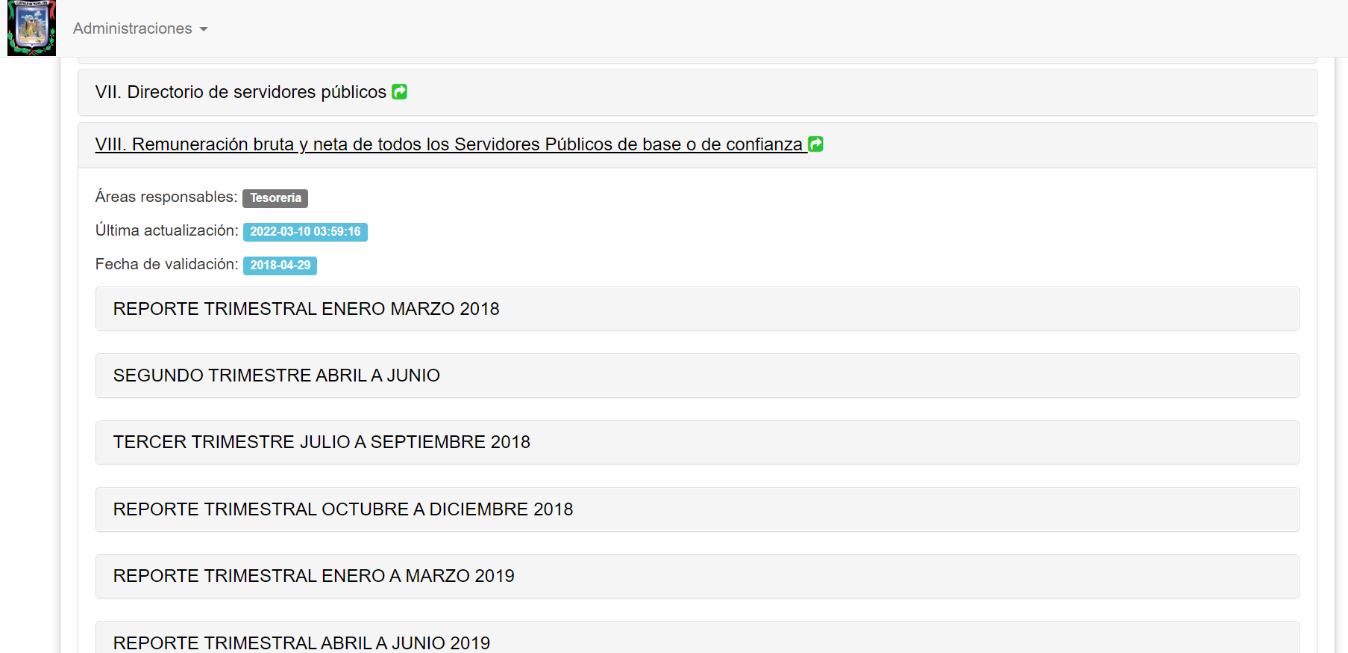 Administraciones
VII. Directorio de servidores públicos
VIII. Remuneración bruta y neta de todos los Servidores Públicos de base o de confianza
Áreas responsables: Tesorería
Última actualización: 2022-03-10 03:59:16
Fecha de validación: 2018-04-29
REPORTE TRIMESTRAL ENERO MARZO 2018
SEGUNDO TRIMESTRE ABRIL A JUNIO
TERCER TRIMESTRE JULIO A SEPTIEMBRE 2018
REPORTE TRIMESTRAL OCTUBRE A DICIEMBRE 2018
REPORTE TRIMESTRAL ENERO A MARZO 2019
REPORTE TRIMESTRAL ABRIL A JUNIO 2019